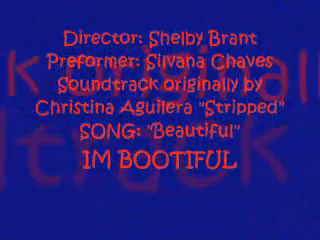 Director: Shelby Brant
Preformer: Silvana Chaves
Soundtrack originally by
Christina Aguilera "Stripped"
SONG: "Beautiful"
IM BOOTIFUL